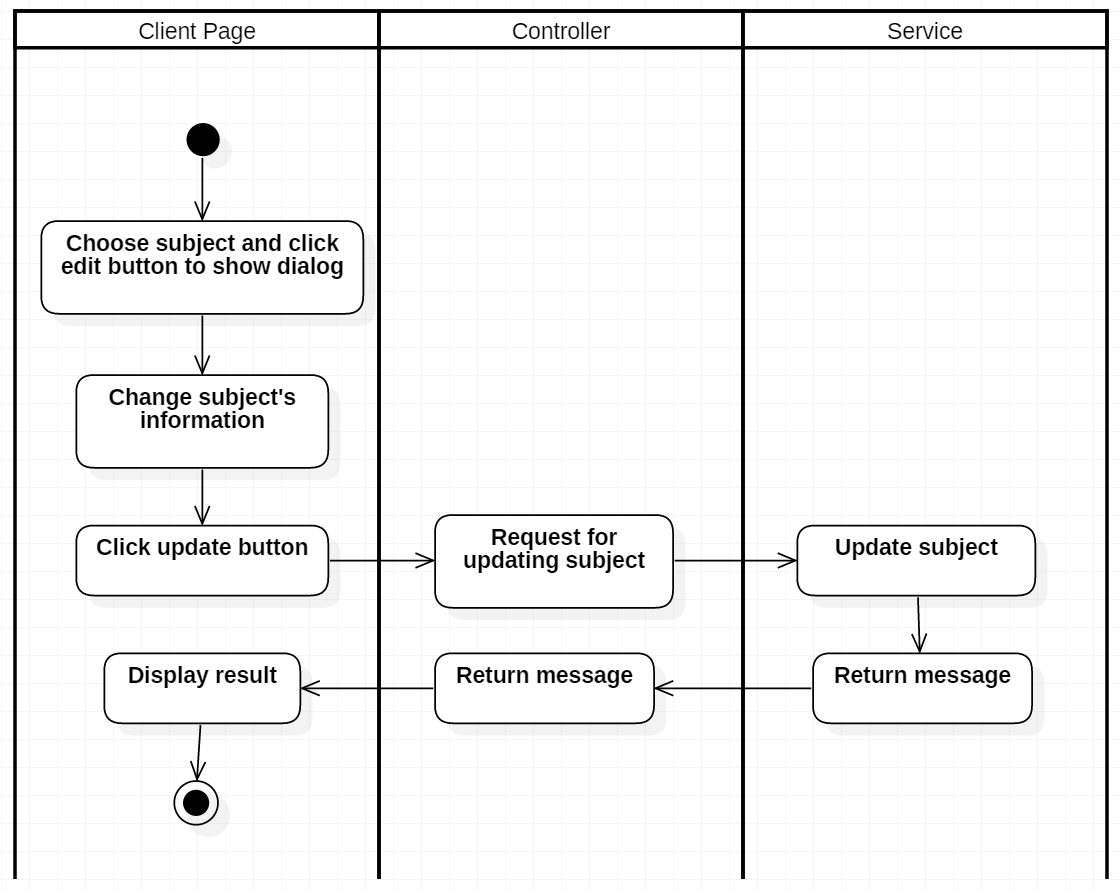 Client Page
Controller
Service
Choose subject and click
edit button to show dialog
Change subject's
information
Click update button
Request for
updating subject
Update subject
Display result
Return message
Return message